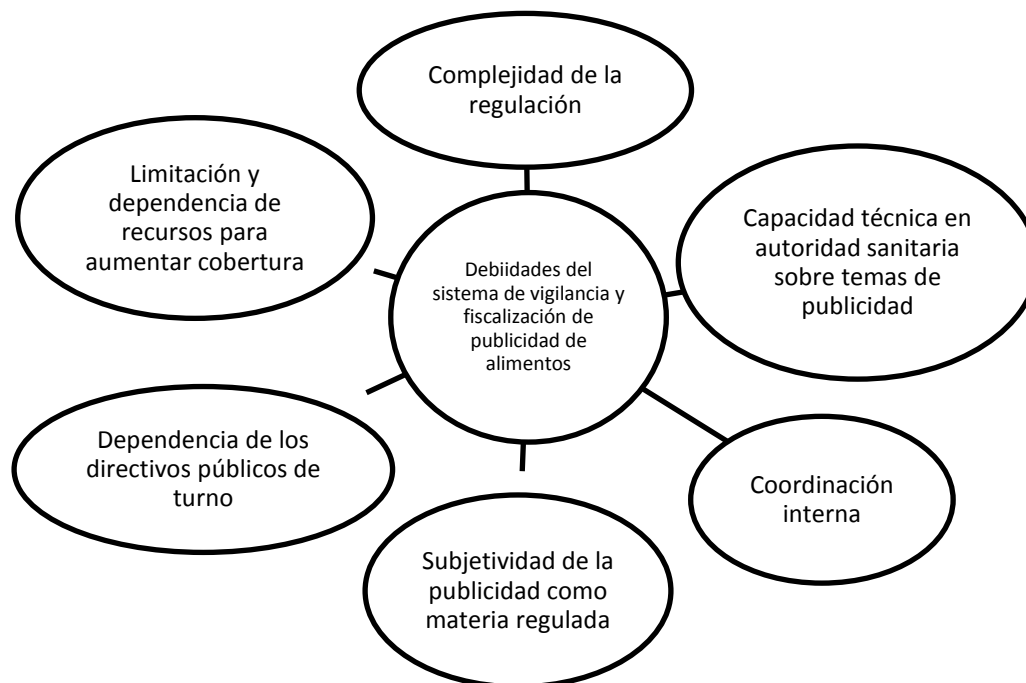 Complejidad de la
regulación
Limitación y
dependencia de
recursos para
aumentar cobertura
Capacidad técnica en
autoridad sanitaria
sobre temas de
publicidad
Debiidades del
sistema de vigilancia y
fiscalización de
publicidad de
alimentos
Dependencia de los
directivos públicos de
turno
Coordinación
interna
Subjetividad de la
publicidad como
materia regulada